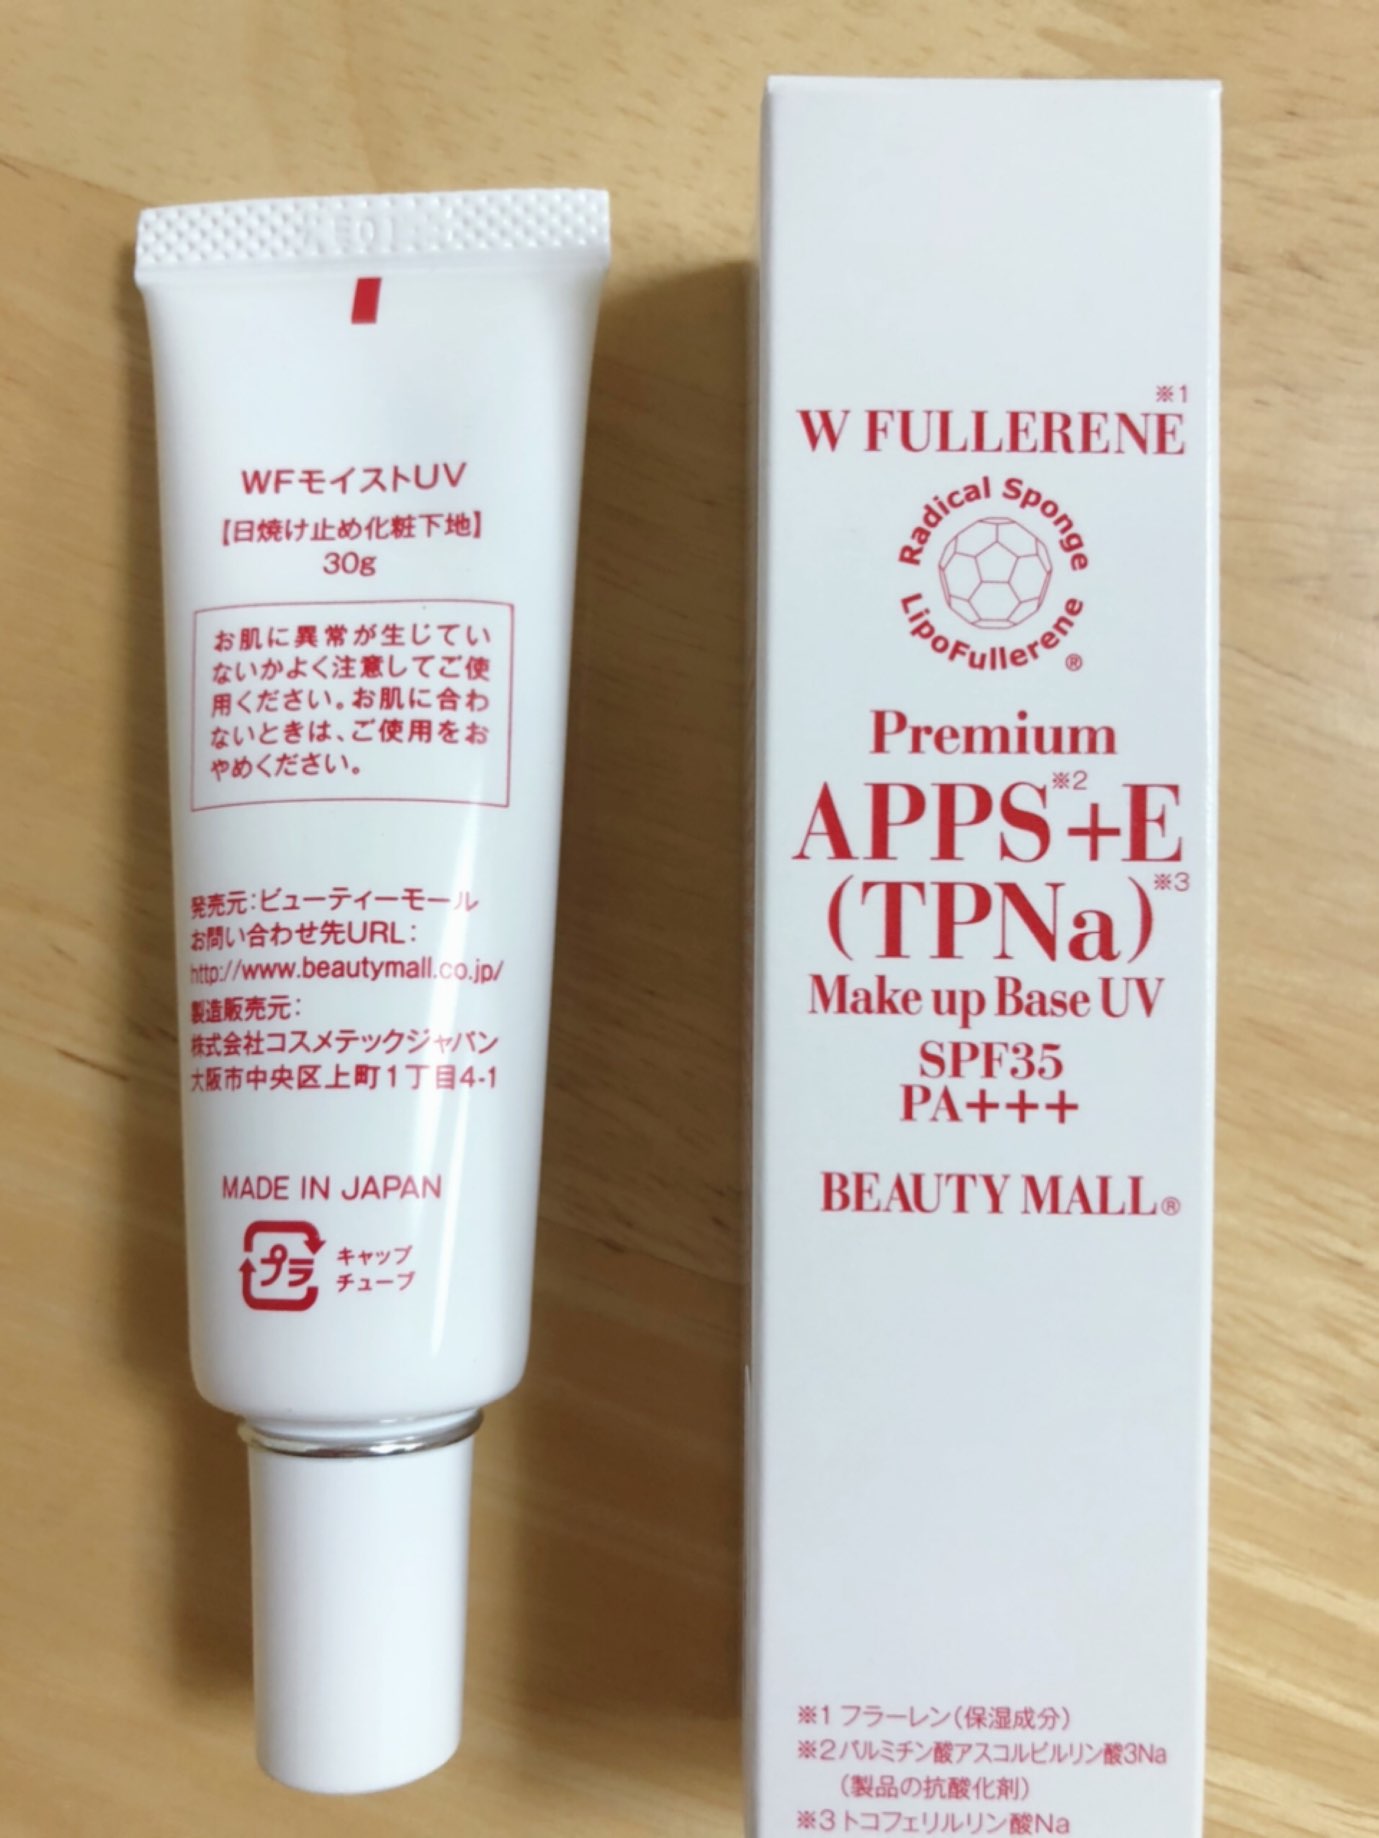 WFモイストUV
【日焼け止め化粧下地】
30g
お肌に異常が生じてい
ないかよく注意してご使
用ください。お肌に合わ
ないときは、ご使用をお
やめください。
発売元:ビューティーモール
お問い合わせ先URL:
http://www.beautymall.co.jp/
製造販売元:
株式会社コスメテックジャパン
大阪市中央区上町1丁目4-1
MADE IN JAPAN
プラ
キャップ
チューブ
W FULLERENE※1
Radical Sponge
LipoFullerene®
Premium
APPS※2+E
(TPNa)※3
Make up Base UV
SPF35
PA+++
BEAUTY MALL®
※1 フラーレン(保湿成分)
※2 パルミチン酸アスコルビルリン酸3Na
(製品の抗酸化剤)
※3 トコフェリルリン酸Na